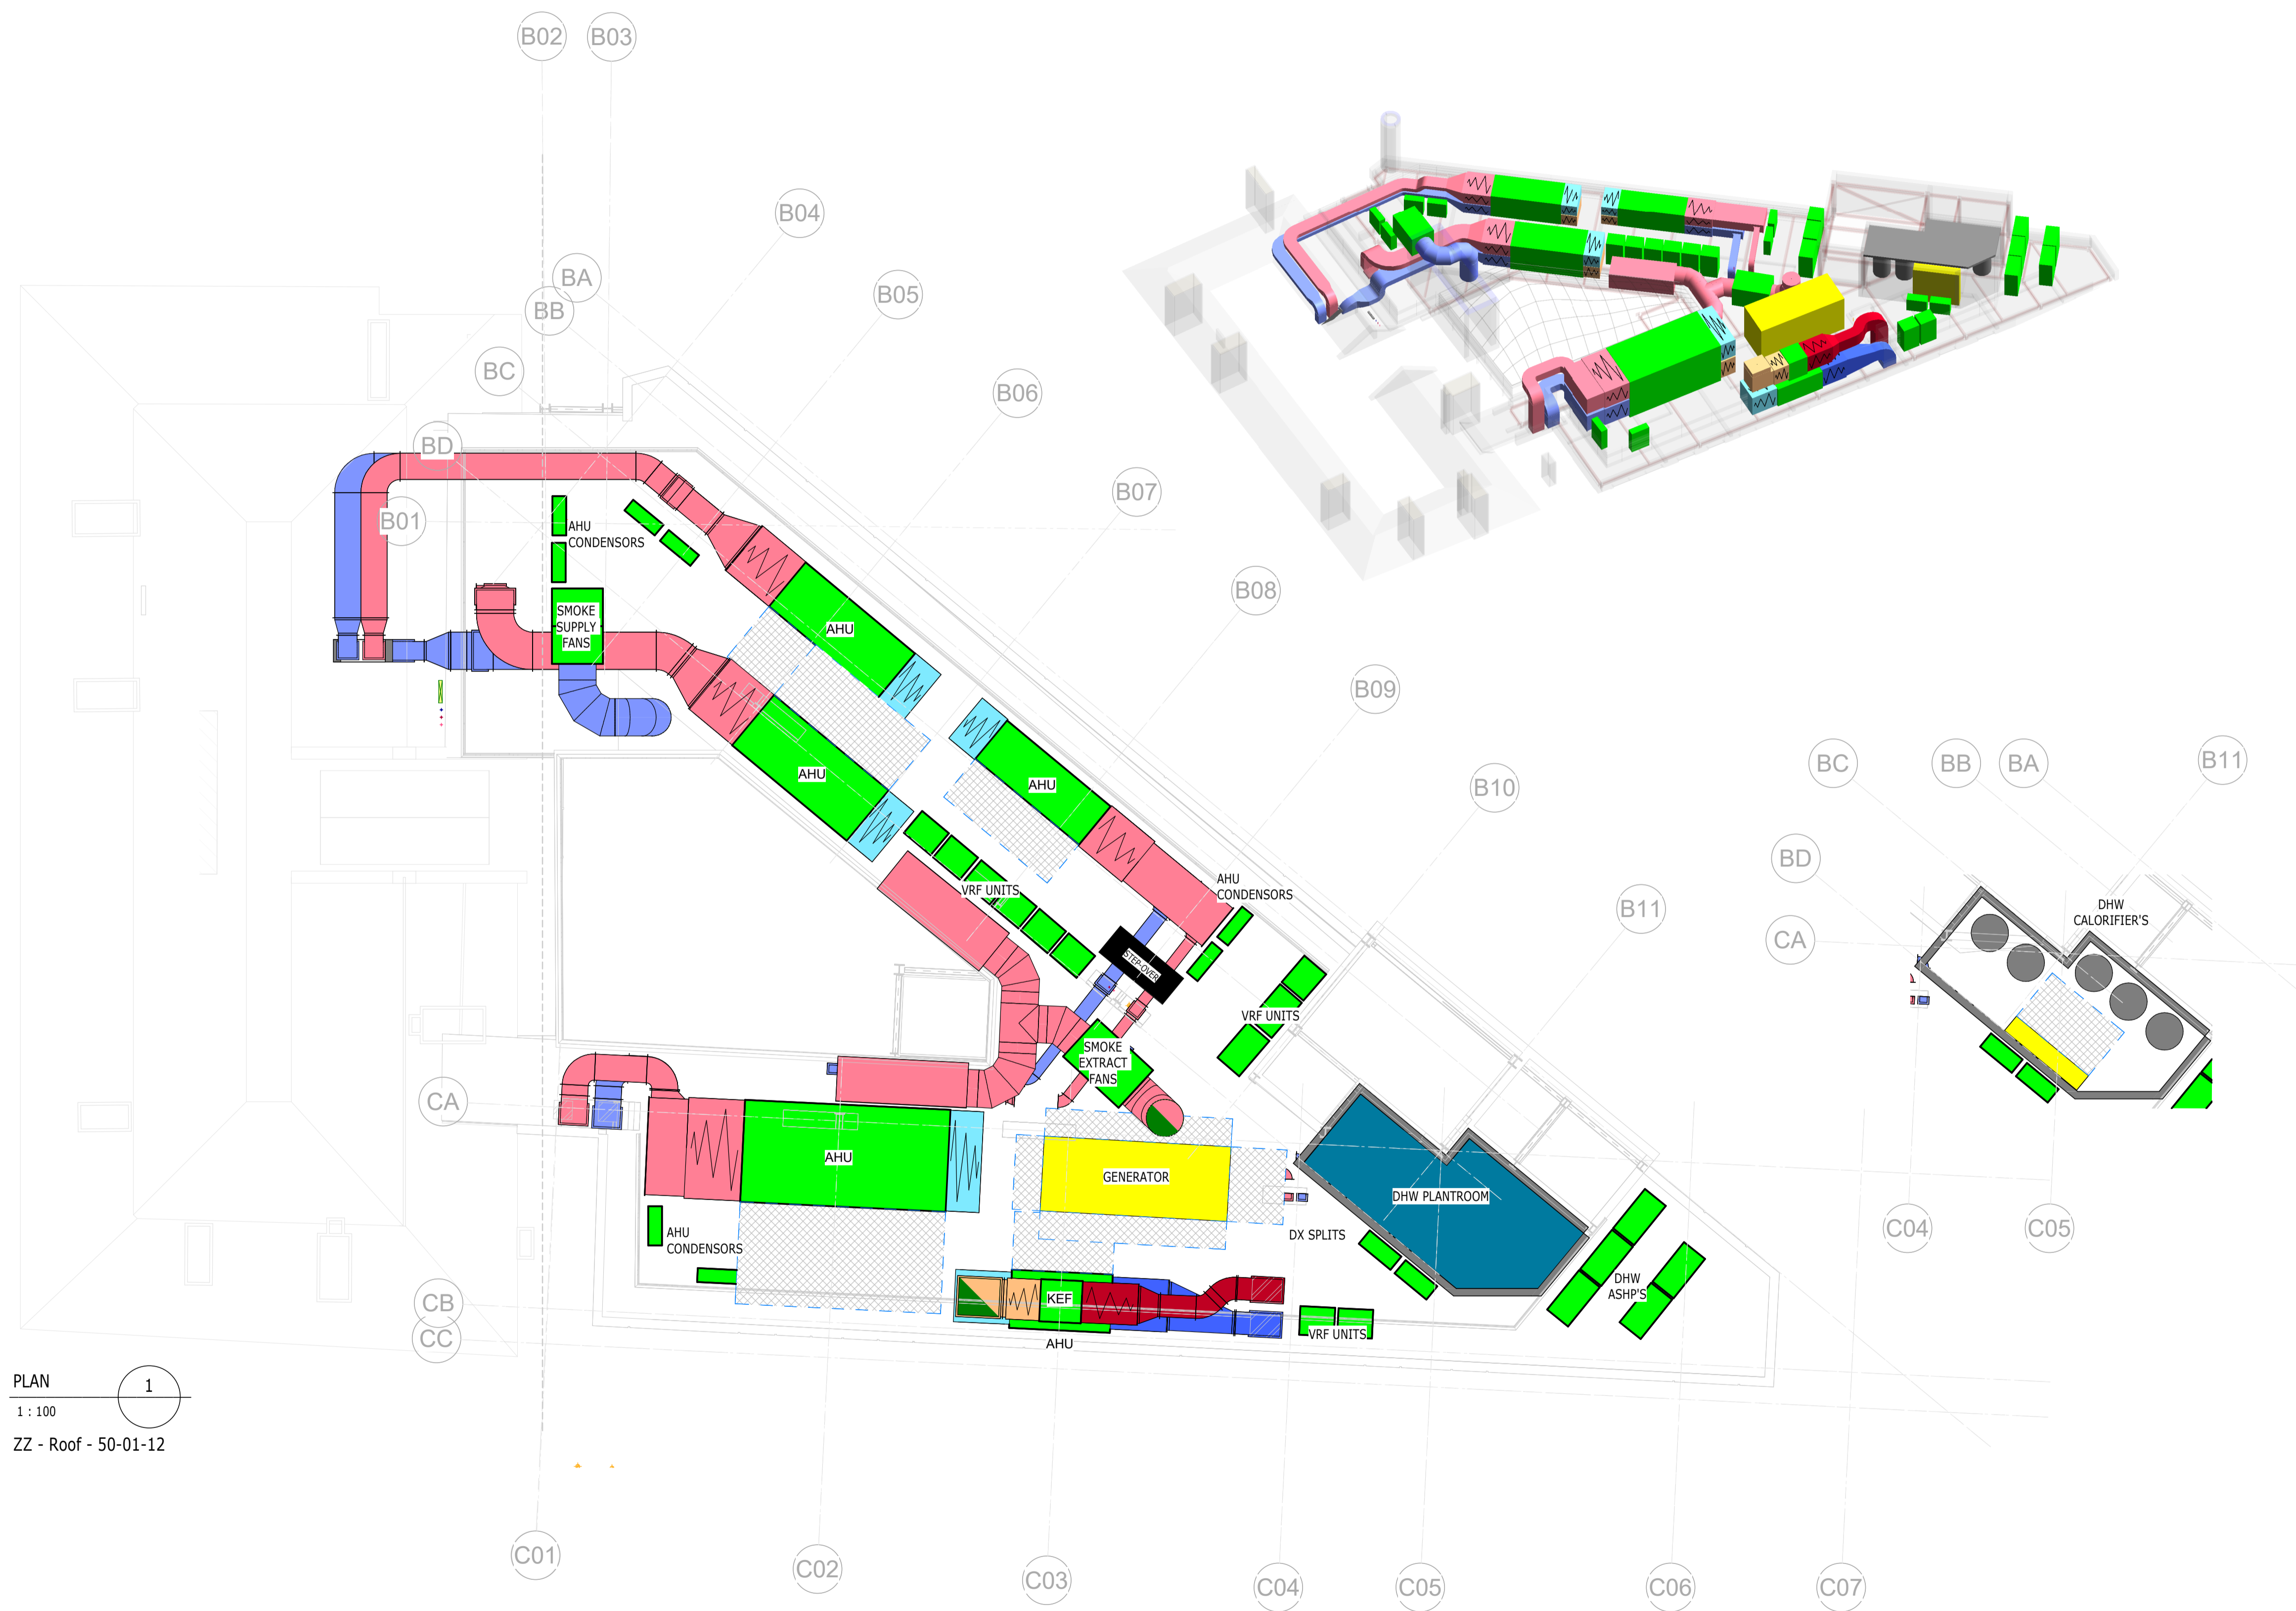 B02
B03
B04
BA
B05
BB
BC
B06
BD
B07
B01
AHU
CONDENSORS
B08
SMOKE
SUPPLY
FANS
AHU
B09
AHU
AHU
B10
BC
BB
BA
B11
BD
VRF UNITS
AHU
CONDENSORS
B11
DHW
CALORIFIER'S
CA
STEP-OVER
VRF UNITS
SMOKE
EXTRACT
FANS
CA
AHU
GENERATOR
DHW PLANTROOM
C04
C05
AHU
CONDENSORS
DX SPLITS
DHW
ASHP'S
CB
KEF
CC
VRF UNITS
AHU
PLAN
1
1 : 100
ZZ - Roof - 50-01-12
C01
C02
C03
C04
C05
C06
C07